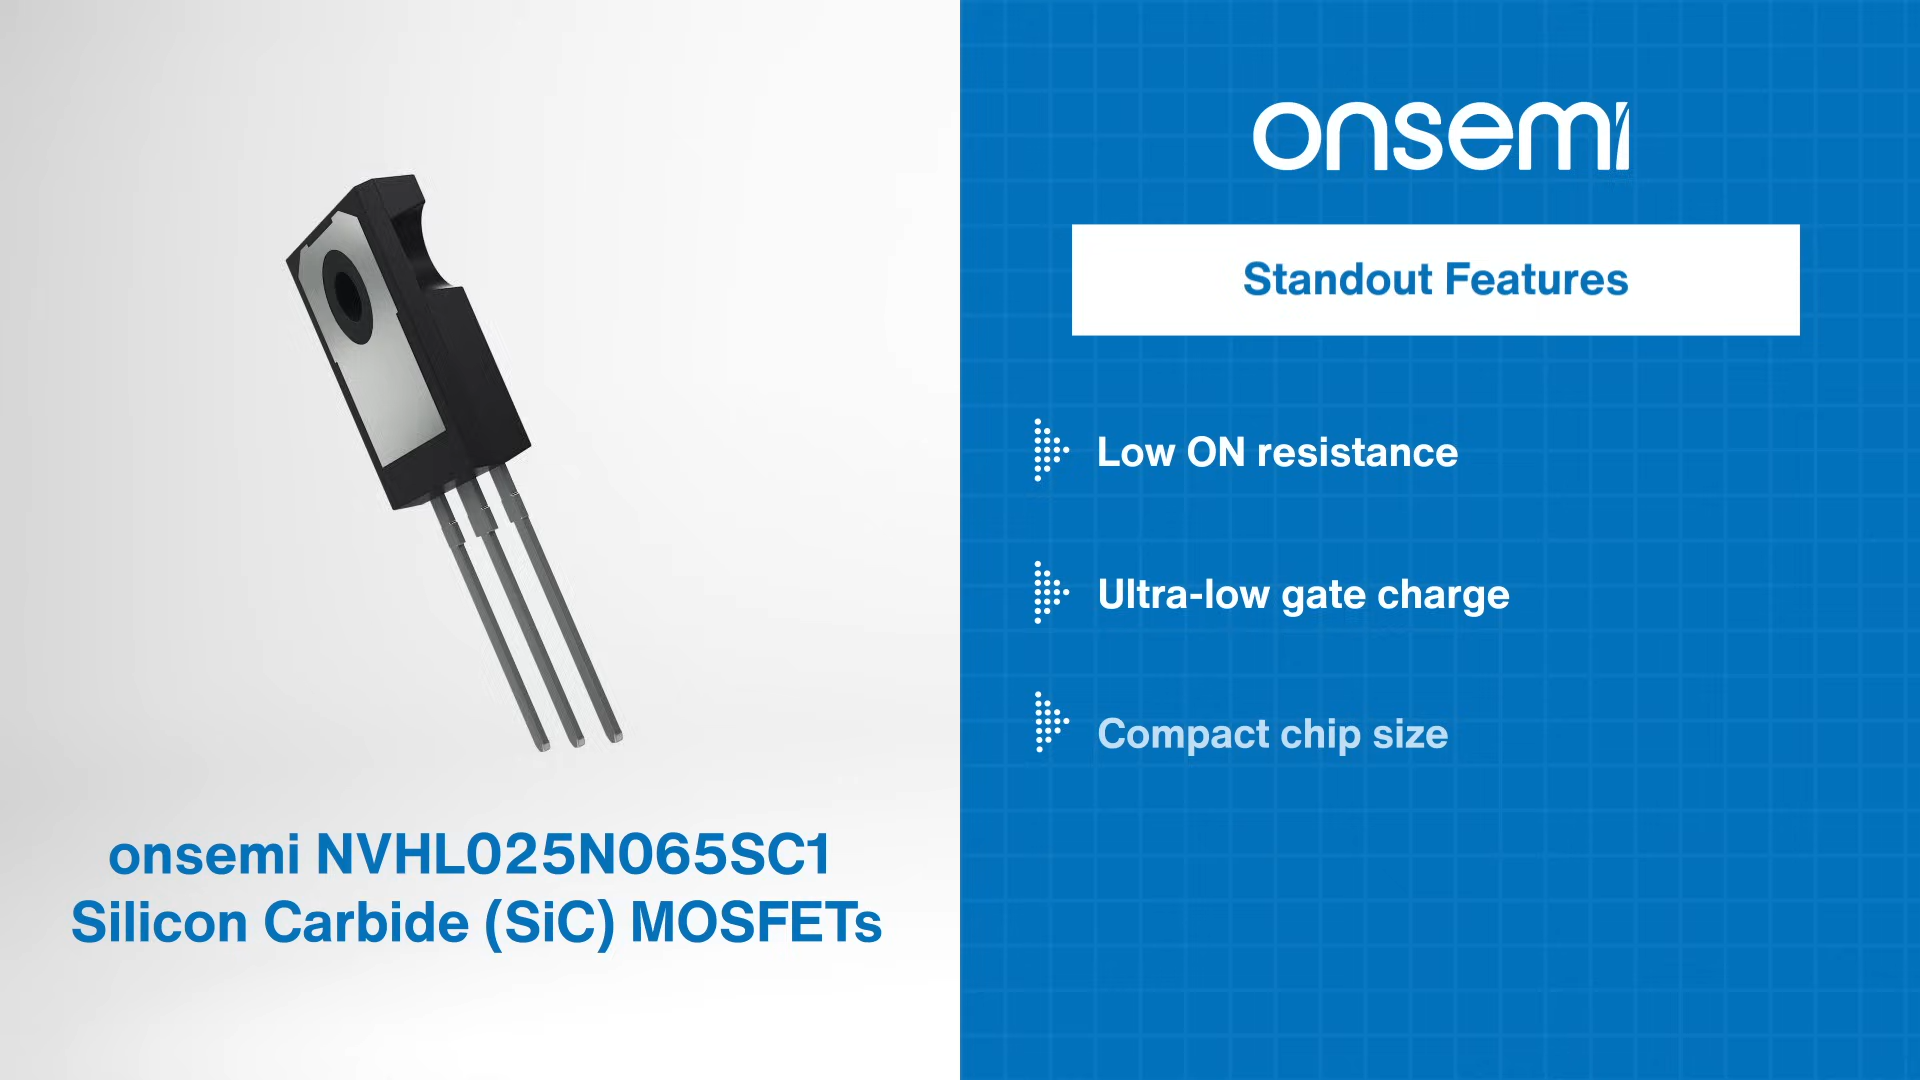 onsemi
Standout Features
Low ON resistance
Ultra-low gate charge
Compact chip size
onsemi NVHL025N065SC1
Silicon Carbide (SiC) MOSFETs